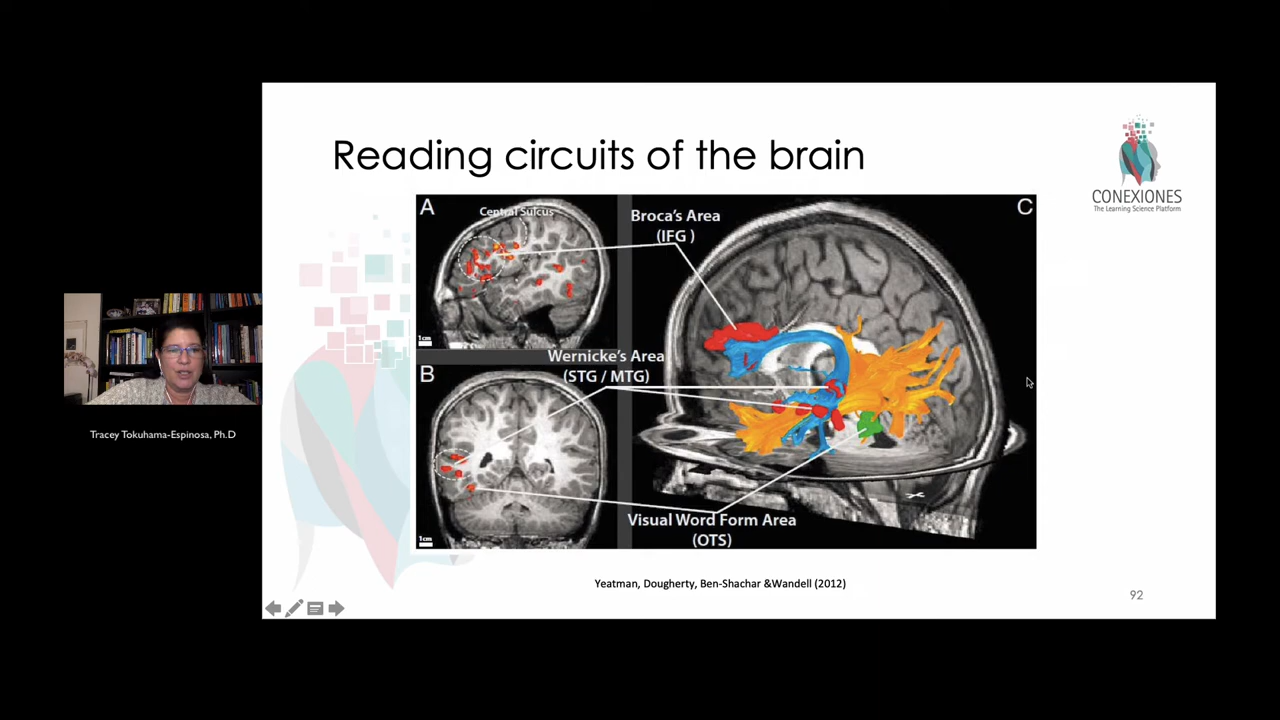 Reading circuits of the brain
CONEXIONES
The Learning Science Platform
A
Central Sulcus
1cm
Broca's Area
(IFG )
C
Wernicke's Area
(STG / MTG)
B
1cm
Visual Word Form Area
(OTS)
Tracey Tokuhama-Espinosa, Ph.D
Yeatman, Dougherty, Ben-Shachar &Wandell (2012)
92